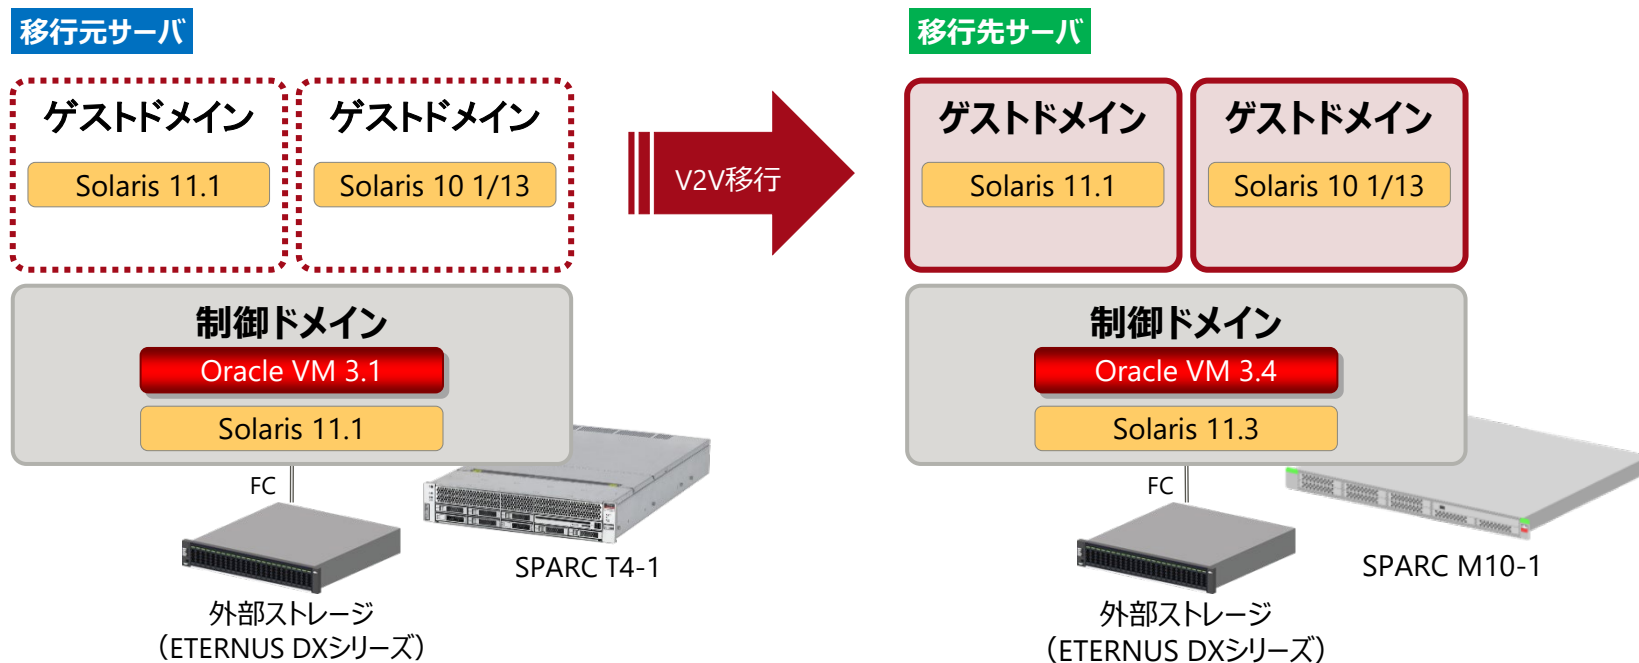 移行元サーバ
ゲストドメイン
Solaris 11.1
ゲストドメイン
Solaris 10 1/13
制御ドメイン
Oracle VM 3.1
Solaris 11.1
FC
SPARC T4-1
外部ストレージ
（ETERNUS DXシリーズ）
V2V移行
移行先サーバ
ゲストドメイン
Solaris 11.1
ゲストドメイン
Solaris 10 1/13
制御ドメイン
Oracle VM 3.4
Solaris 11.3
FC
SPARC M10-1
外部ストレージ
（ETERNUS DXシリーズ）